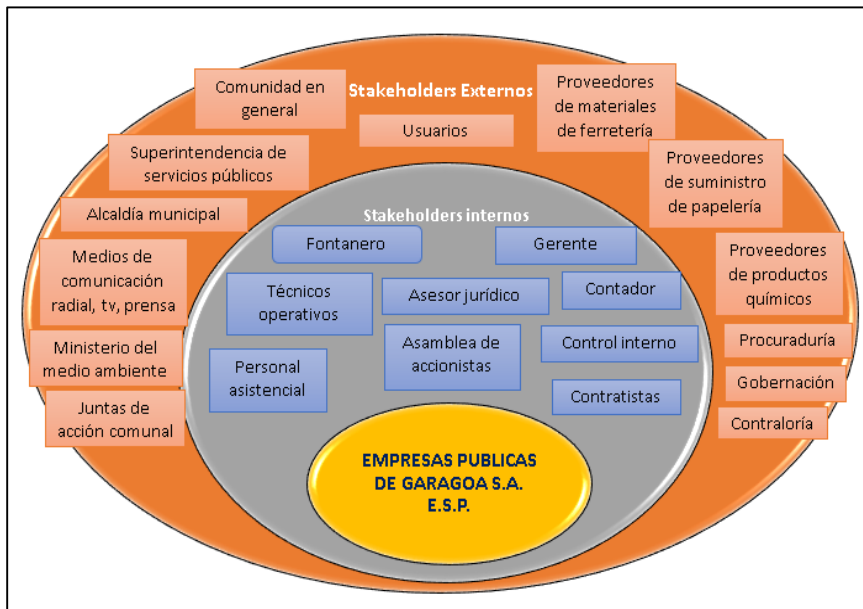 Stakeholders Externos
Comunidad en
general
Usuarios
Proveedores
de materiales
de ferretería
Superintendencia de
servicios públicos
Proveedores
de suministro
de papelería
Alcaldía municipal
Medios de
comunicación
radial, tv, prensa
Proveedores
de productos
químicos
Ministerio del
medio ambiente
Procuraduría
Juntas de
acción comunal
Gobernación
Contraloría
Stakeholders internos
Fontanero
Gerente
Técnicos
operativos
Asesor jurídico
Contador
Personal
asistencial
Asamblea de
accionistas
Control interno
Contratistas
EMPRESAS PUBLICAS
DE GARAGOA S.A.
E.S.P.